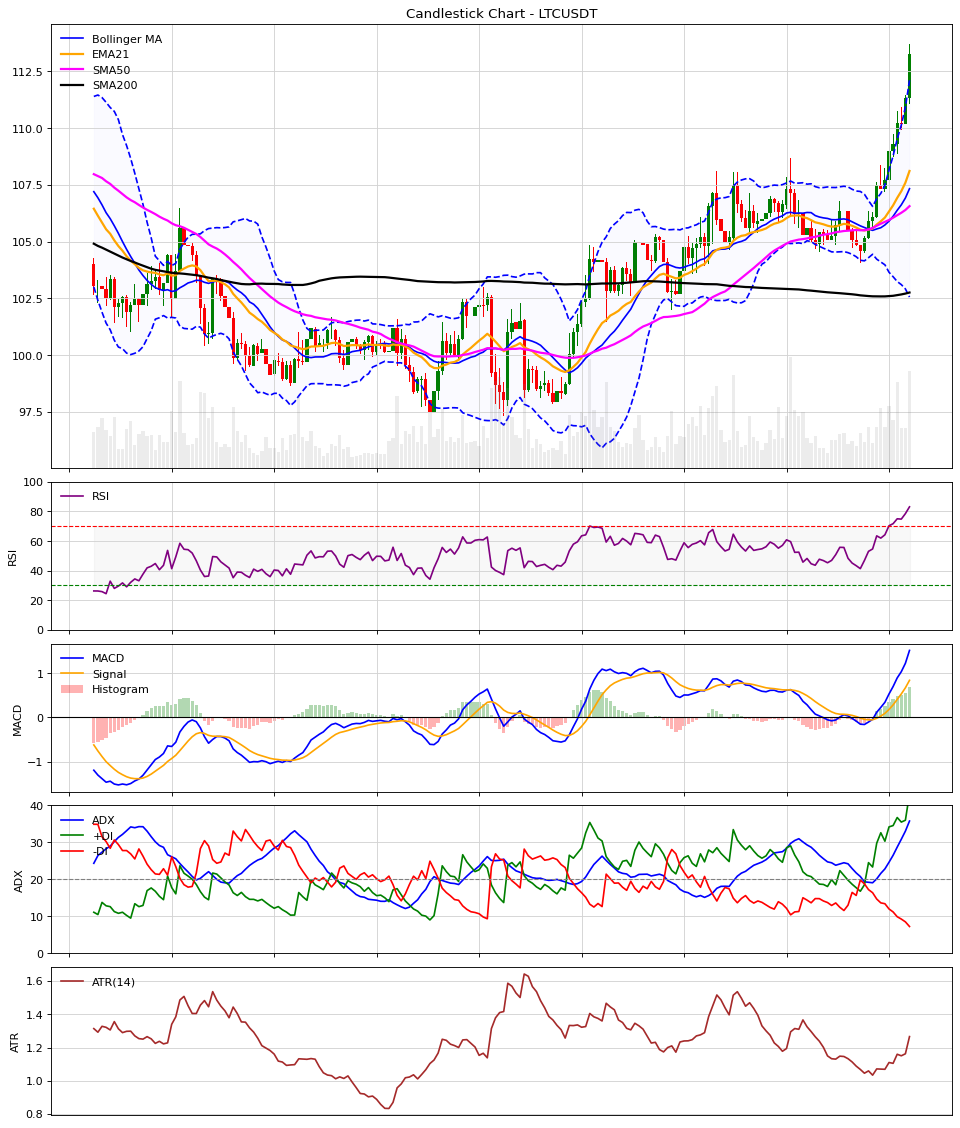 Candlestick Chart - LTCUSDT
Bollinger MA
EMA21
SMA50
SMA200
112.5
110.0
107.5
105.0
102.5
100.0
97.5
RSI
100
80
60
40
20
0
RSI
MACD
Signal
Histogram
1
0
−1
MACD
ADX
+DI
-DI
40
30
20
10
0
ADX
ATR(14)
1.6
1.4
1.2
1.0
0.8
ATR